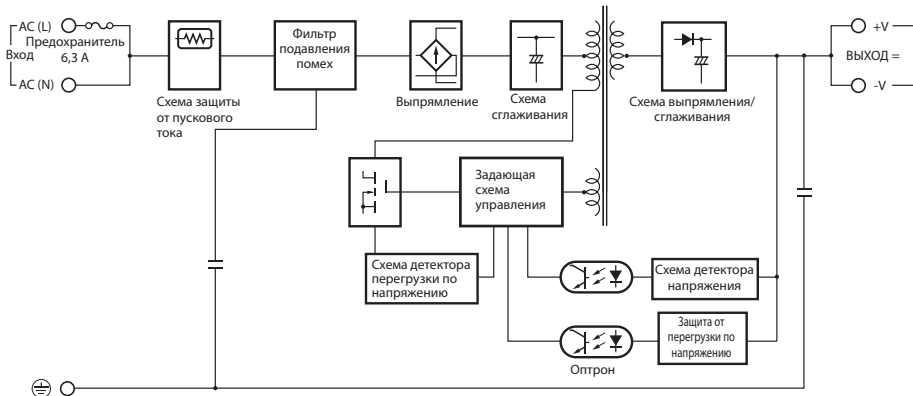 AC (L)
Вход
Предохранитель
6,3 А
AC (N)
Схема защиты
от пускового
тока
Фильтр
подавления
помех
Выпрямление
Схема
сглаживания
Схема выпрямления/
сглаживания
+V
ВЫХОД =
-V
Задающая
схема
управления
Схема детектора
перегрузки по
напряжению
Схема детектора
напряжения
Защита от
перегрузки по
напряжению
Оптрон